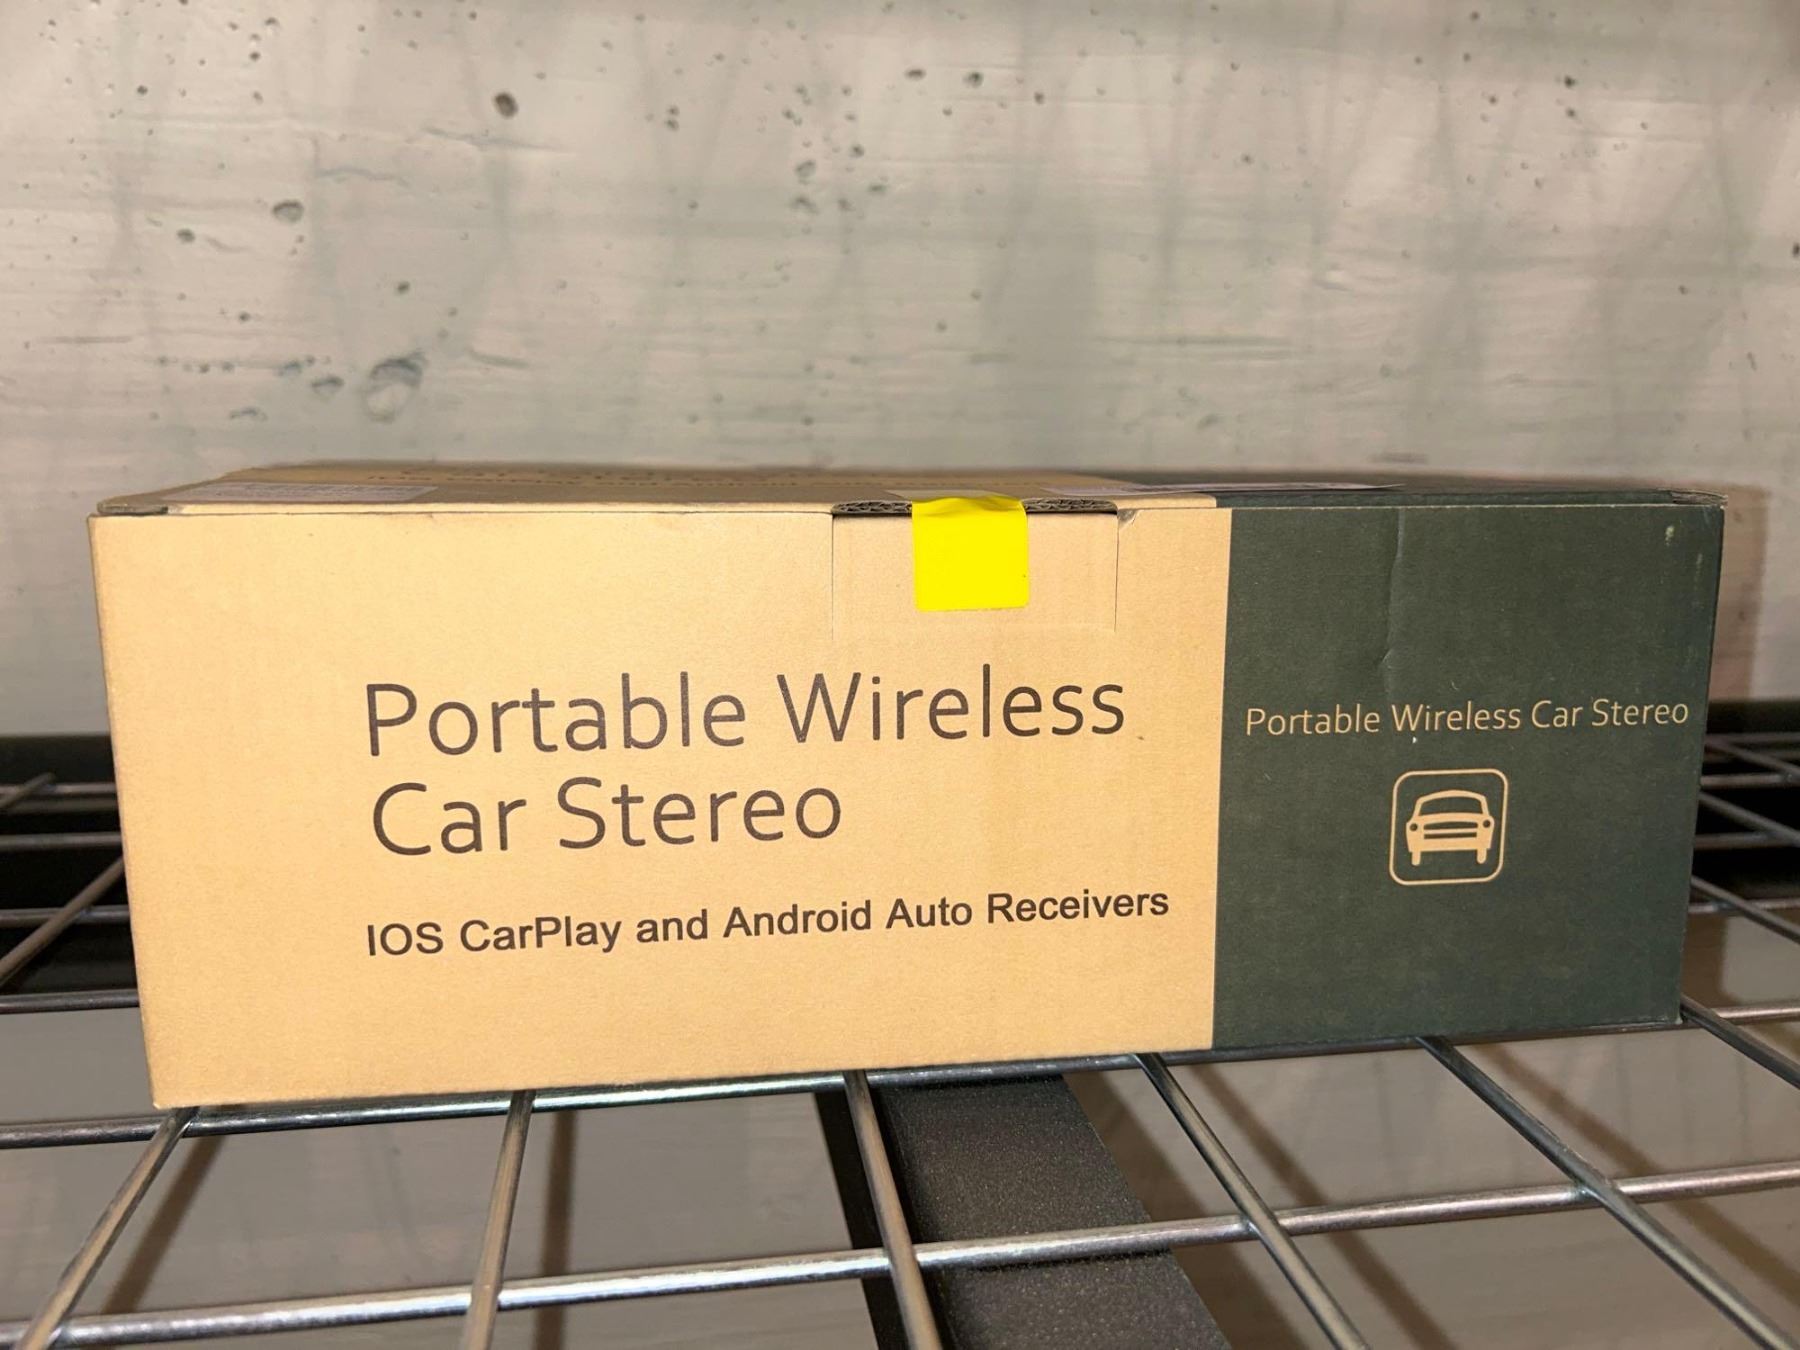 Portable Wireless
Car Stereo
IOS CarPlay and Android Auto Receivers
Portable Wireless Car Stereo